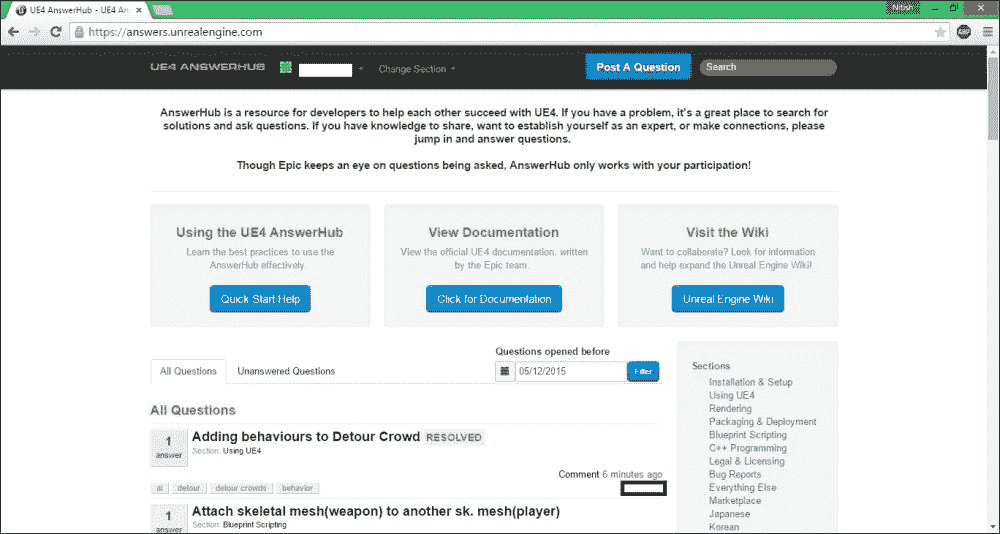 UE4 AnswerHub - UE4 An
Nitish
https://answers.unrealengine.com
ABP
UE4 ANSWERHUB
Change Section
Post A Question
Search
AnswerHub is a resource for developers to help each other succeed with UE4. If you have a problem, it's a great place to search for
solutions and ask questions. If you have knowledge to share, want to establish yourself as an expert, or make connections, please
jump in and answer questions.
Though Epic keeps an eye on questions being asked, AnswerHub only works with your participation!
Using the UE4 AnswerHub
Learn the best practices to use the
AnswerHub effectively.
Quick Start Help
View Documentation
View the official UE4 documentation, written
by the Epic team.
Click for Documentation
Visit the Wiki
Want to collaborate? Look for information
and help expand the Unreal Engine Wiki!
Unreal Engine Wiki
All Questions
Unanswered Questions
Questions opened before
05/12/2015
Filter
All Questions
1
answer
Adding behaviours to Detour Crowd RESOLVED
Section: Using UE4
Comment 6 minutes ago
ai
detour
detour crowds
behavior
1
answer
Attach skeletal mesh(weapon) to another sk. mesh(player)
Section: Blueprint Scripting
Sections
Installation & Setup
Using UE4
Rendering
Packaging & Deployment
Blueprint Scripting
C++ Programming
Legal & Licensing
Bug Reports
Everything Else
Marketplace
Japanese
Korean